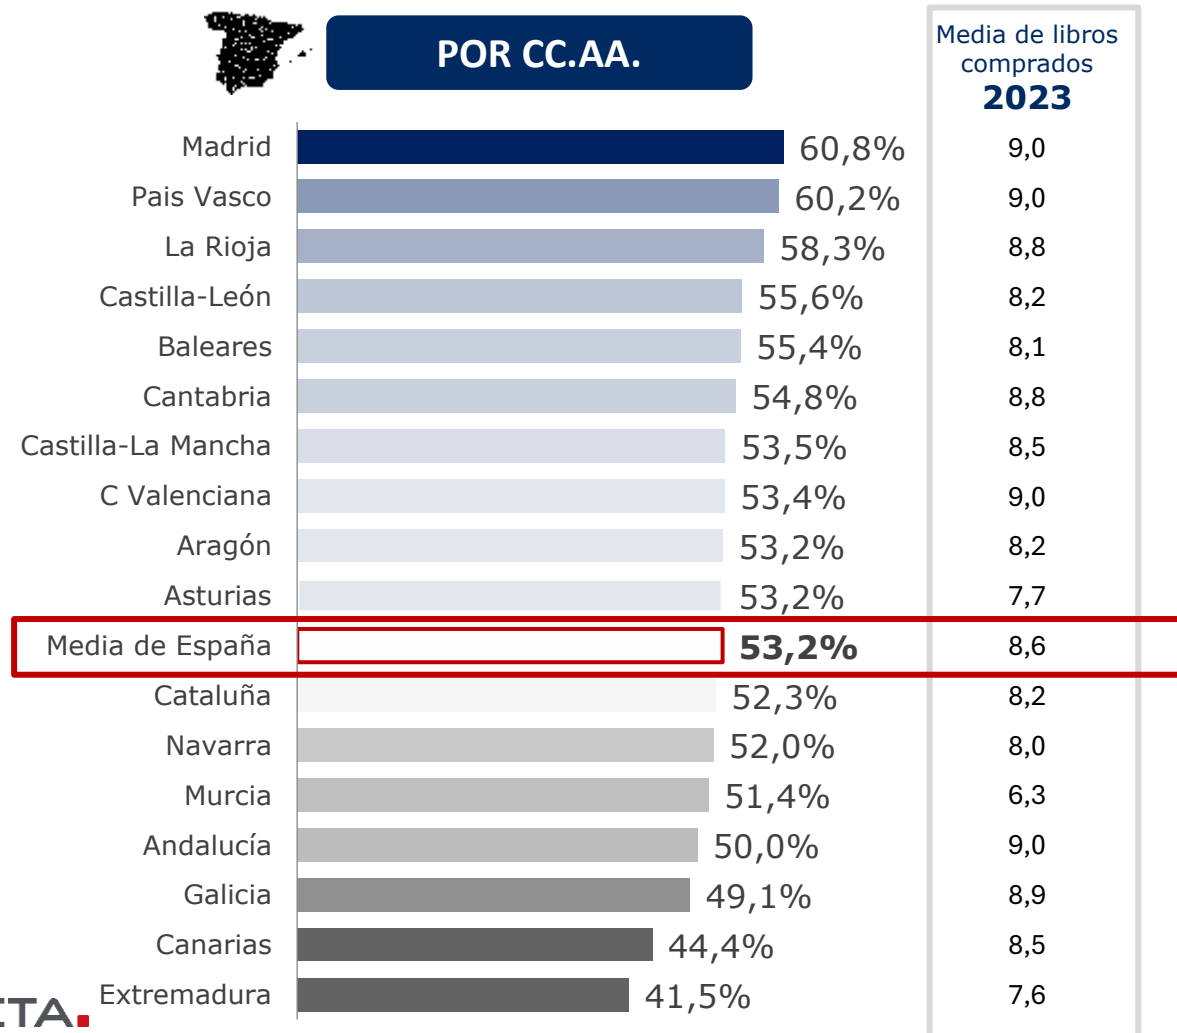 POR CC.AA.
Media de libros
comprados
2023
Madrid 60,8% 9,0
Pais Vasco 60,2% 9,0
La Rioja 58,3% 8,8
Castilla-León 55,6% 8,2
Baleares 55,4% 8,1
Cantabria 54,8% 8,8
Castilla-La Mancha 53,5% 8,5
C Valenciana 53,4% 9,0
Aragón 53,2% 8,2
Asturias 53,2% 7,7
Media de España 53,2% 8,6
Cataluña 52,3% 8,2
Navarra 52,0% 8,0
Murcia 51,4% 6,3
Andalucía 50,0% 9,0
Galicia 49,1% 8,9
Canarias 44,4% 8,5
Extremadura 41,5% 7,6